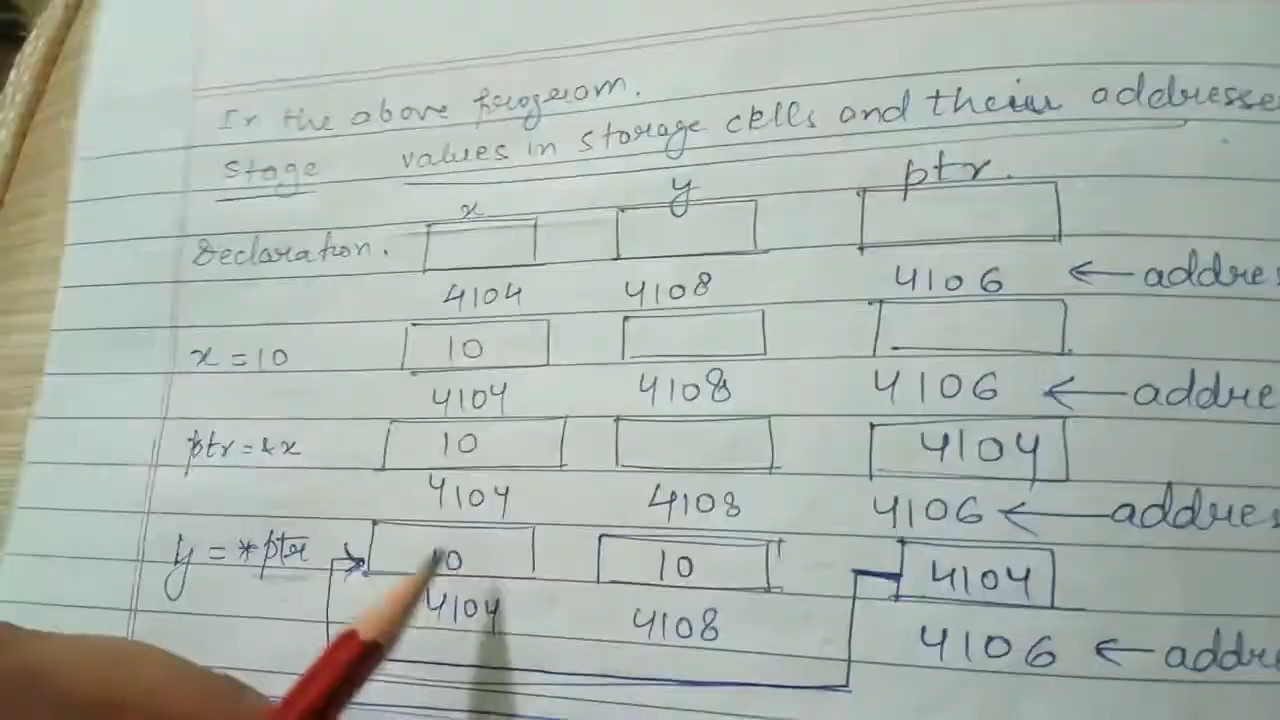 In the above program.
Stage values in storage cells and their addresse
x y ptr.
Declaration.
4104 4108 4106 ← addre
x = 10 10
4104 4108 4106 ← addre
ptr = & x 10 4104
4104 4108 4106 ← addre
y = *ptr 10 10 4104
4104 4108 4106 ← addre